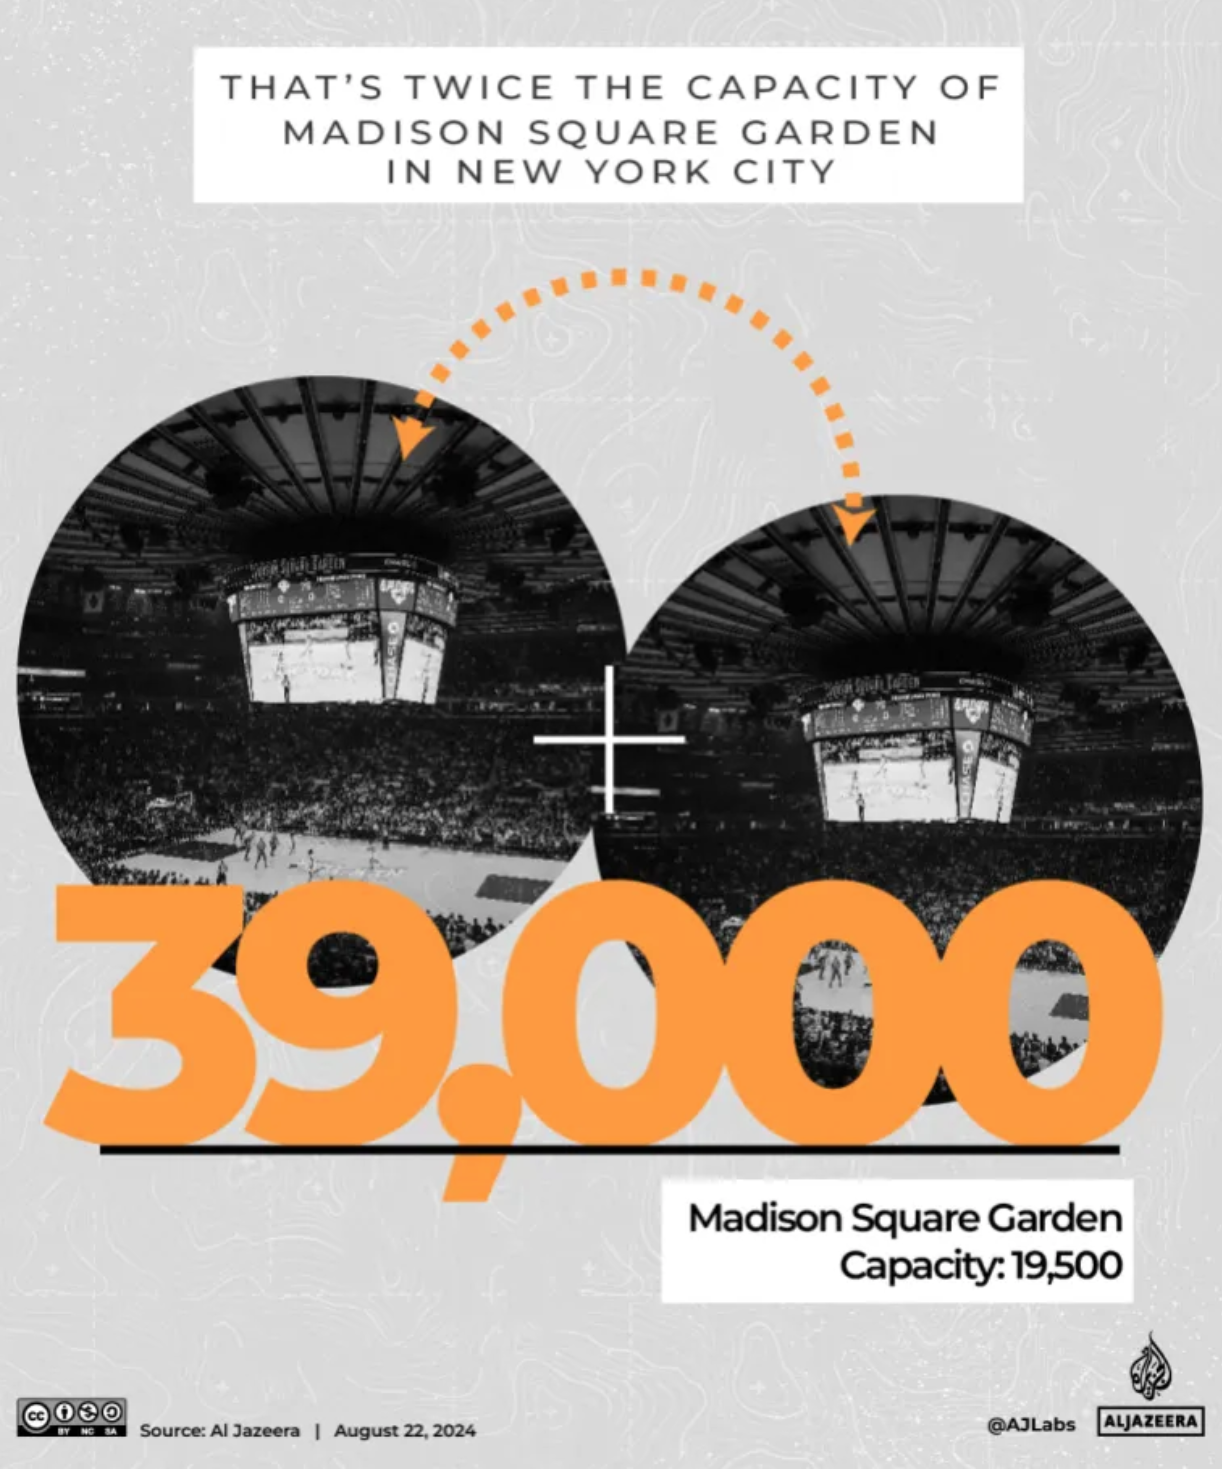 THAT'S TWICE THE CAPACITY OF
MADISON SQUARE GARDEN
IN NEW YORK CITY
39,000
Madison Square Garden
Capacity: 19,500
CC BY NC SA
Source: Al Jazeera | August 22, 2024
@AJLabs
ALJAZEERA